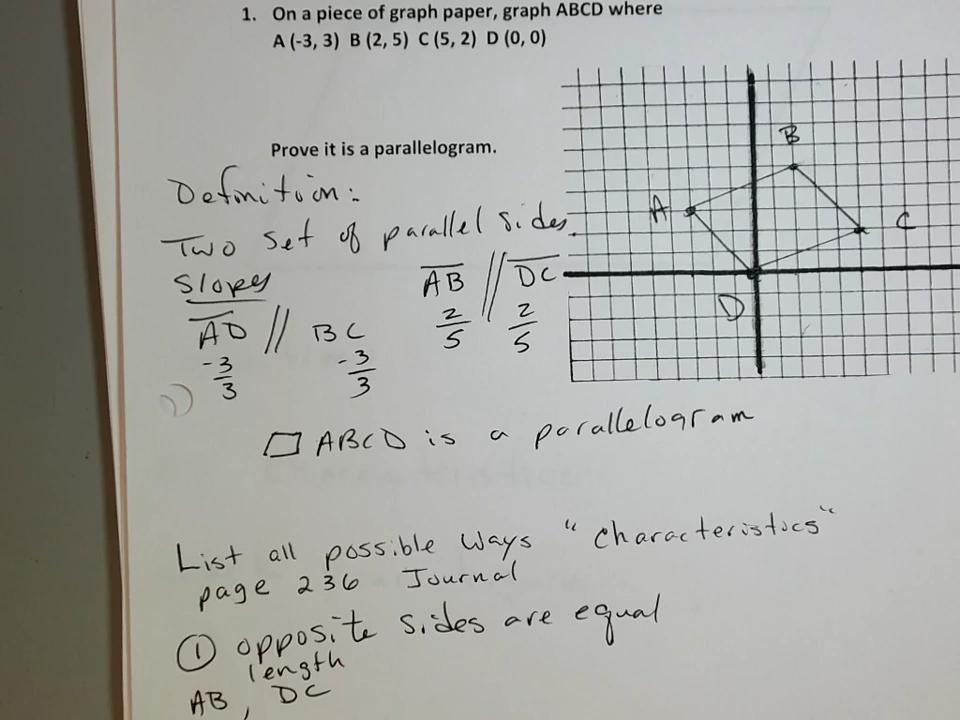 1. On a piece of graph paper, graph ABCD where
A (-3, 3) B (2, 5) C (5, 2) D (0, 0)
Prove it is a parallelogram.
Definition:
Two set of parallel sides.
Slopes
AD // BC
-3/3 -3/3
AB // DC
2/5 2/5
B
A
C
D
▱ ABCD is a parallelogram
List all possible ways "characteristics"
page 236 Journal
① opposite sides are equal
length
AB, DC